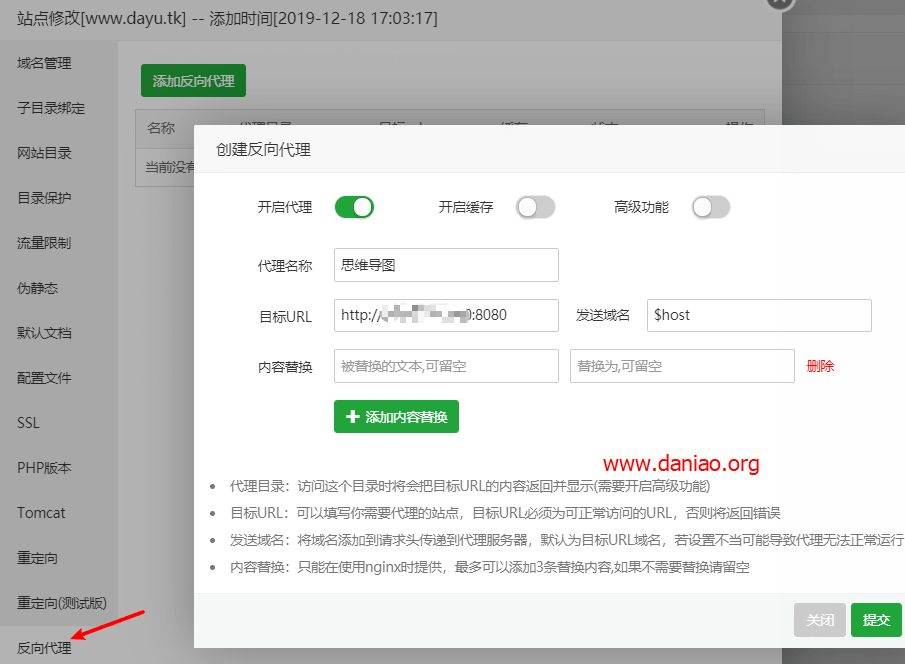 站点修改[www.dayu.tk] -- 添加时间[2019-12-18 17:03:17]
域名管理
子目录绑定
网站目录
目录保护
流量限制
伪静态
默认文档
配置文件
SSL
PHP版本
Tomcat
重定向
重定向(测试版)
反向代理
添加反向代理
名称
当前没有
创建反向代理
开启代理 开启缓存 高级功能
代理名称 思维导图
目标URL http:// 0:8080 发送域名 $host
内容替换 被替换的文本,可留空 替换为,可留空 删除
添加内容替换
www.daniao.org
代理目录：访问这个目录时将会把目标URL的内容返回并显示(需要开启高级功能)
目标URL：可以填写你需要代理的站点，目标URL必须为可正常访问的URL，否则将返回错误
发送域名：将域名添加到请求头传递到代理服务器，默认为目标URL域名，若设置不当可能导致代理无法正常运行
内容替换：只能在使用nginx时提供，最多可以添加3条替换内容,如果不需要替换请留空
关闭 提交